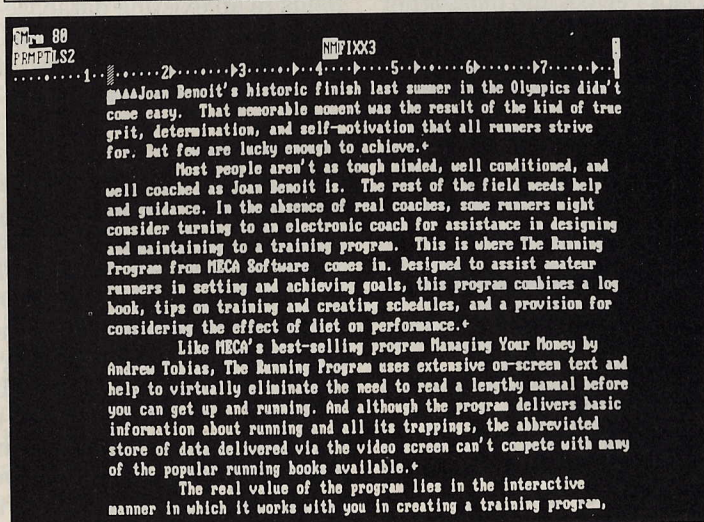 CMrm 80
NMFIXX3
PRMPTLS2
·····•····1··▒·····•····2▶····•····▶3····•····▶··4····•····5··▶·•····6▶···•····▶7····•··▶··
▲▲▲Joan Benoit's historic finish last summer in the Olympics didn't
come easy.  That memorable moment was the result of the kind of true
grit, determination, and self-motivation that all runners strive
for. But few are lucky enough to achieve.←
Most people aren't as tough minded, well conditioned, and
well coached as Joan Benoit is.  The rest of the field needs help
and guidance. In the absence of real coaches, some runners might
consider turning to an electronic coach for assistance in designing
and maintaining to a training program.  This is where The Running
Program from MECA Software  comes in. Designed to assist amateur
runners in setting and achieving goals, this program combines a log
book, tips on training and creating schedules, and a provision for
considering the effect of diet on performance.←
Like MECA's best-selling program Managing Your Money by
Andrew Tobias, The Running Program uses extensive on-screen text and
help to virtually eliminate the need to read a lengthy manual before
you can get up and running. And although the program delivers basic
information about running and all its trappings, the abbreviated
store of data delivered via the video screen can't compete with many
of the popular running books available.←
The real value of the program lies in the interactive
manner in which it works with you in creating a training program,